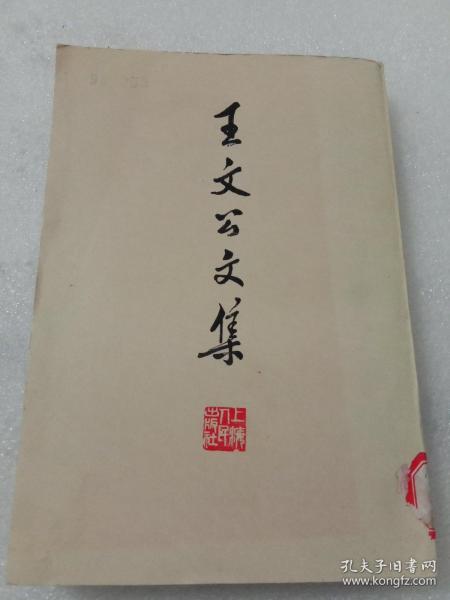 王文公文集
上海
人民
出版社
孔夫子旧书网
www.kongfz.com